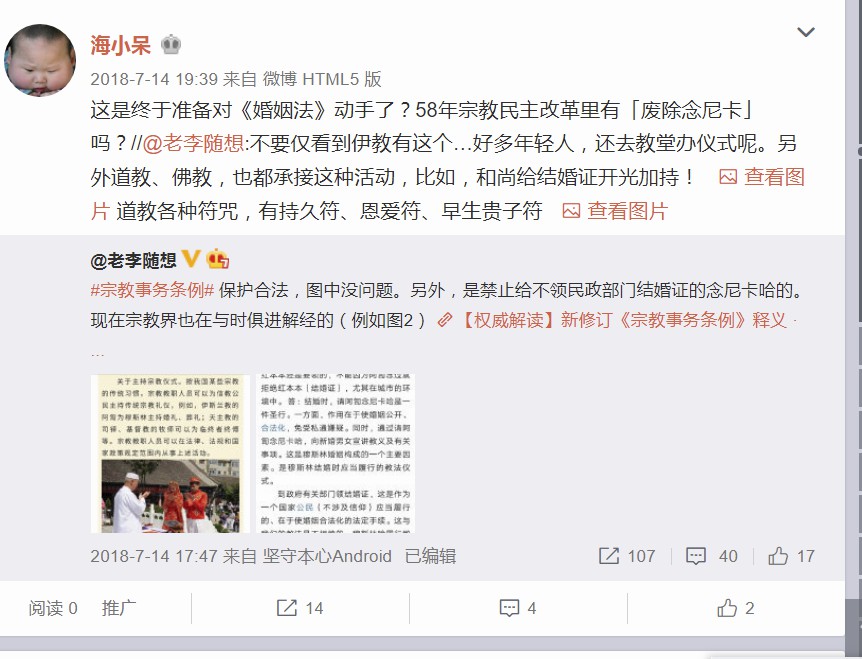 海小呆
2018-7-14 19:39 来自 微博 HTML5 版
这是终于准备对《婚姻法》动手了？58年宗教民主改革里有「废除念尼卡」
吗？//@老李随想:不要仅看到伊教有这个…好多年轻人，还去教堂办仪式呢。另
外道教、佛教，也都承接这种活动，比如，和尚给结婚证开光加持！ 查看图
片 道教各种符咒，有持久符、恩爱符、早生贵子符 查看图片
@老李随想
#宗教事务条例# 保护合法，图中没问题。另外，是禁止给不领民政部门结婚证的念尼卡哈的。
现在宗教界也在与时俱进解经的（例如图2） 【权威解读】新修订《宗教事务条例》释义 ·
...
关于主持宗教仪式。按我国某些宗教
的传统习惯，宗教教职人员可以为信教公
民主持传统宗教礼仪，例如，伊斯兰教的
阿訇为穆斯林主持婚礼、葬礼；天主教的
司铎、基督教的牧师可以为临终者终傅
等。宗教教职人员可以在法律、法规和国
家政策规定范围内从事上述活动。
拒绝红本本（结婚证），尤其在城市的环
境中。答：结婚时，请阿訇念尼卡哈是一
件圣行。一方面，作用在于使婚姻公开、
合法化，免受私通嫌疑。同时，通过请阿
訇念尼卡哈，向新婚男女宣讲教义及有关
事项。这是穆斯林婚姻构成的一个主要因
素。是穆斯林结婚时应当履行的教法仪
式。
到政府有关部门领结婚证，这是作为
一个国家公民（不涉及信仰）应当履行
的、在于使婚姻合法化的法定手续。这与
2018-7-14 17:47 来自 坚守本心Android 已编辑
107
40
17
阅读 0 推广
14
4
2